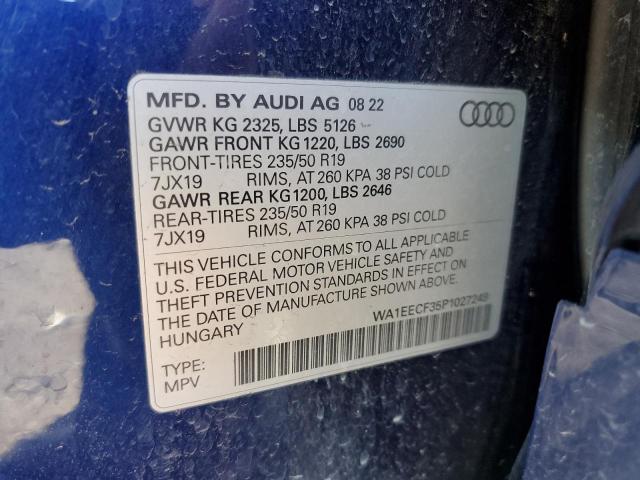 MFD. BY AUDI AG 08 22
GVWR KG 2325, LBS 5126
GAWR FRONT KG 1220, LBS 2690
FRONT-TIRES 235/50 R19
7JX19 RIMS, AT 260 KPA 38 PSI COLD
GAWR REAR KG1200, LBS 2646
REAR-TIRES 235/50 R19
7JX19 RIMS, AT 260 KPA 38 PSI COLD
THIS VEHICLE CONFORMS TO ALL APPLICABLE
U.S. FEDERAL MOTOR VEHICLE SAFETY AND
THEFT PREVENTION STANDARDS IN EFFECT ON
THE DATE OF MANUFACTURE SHOWN ABOVE.
HUNGARY
WA1EECF35P1027249
TYPE:
MPV